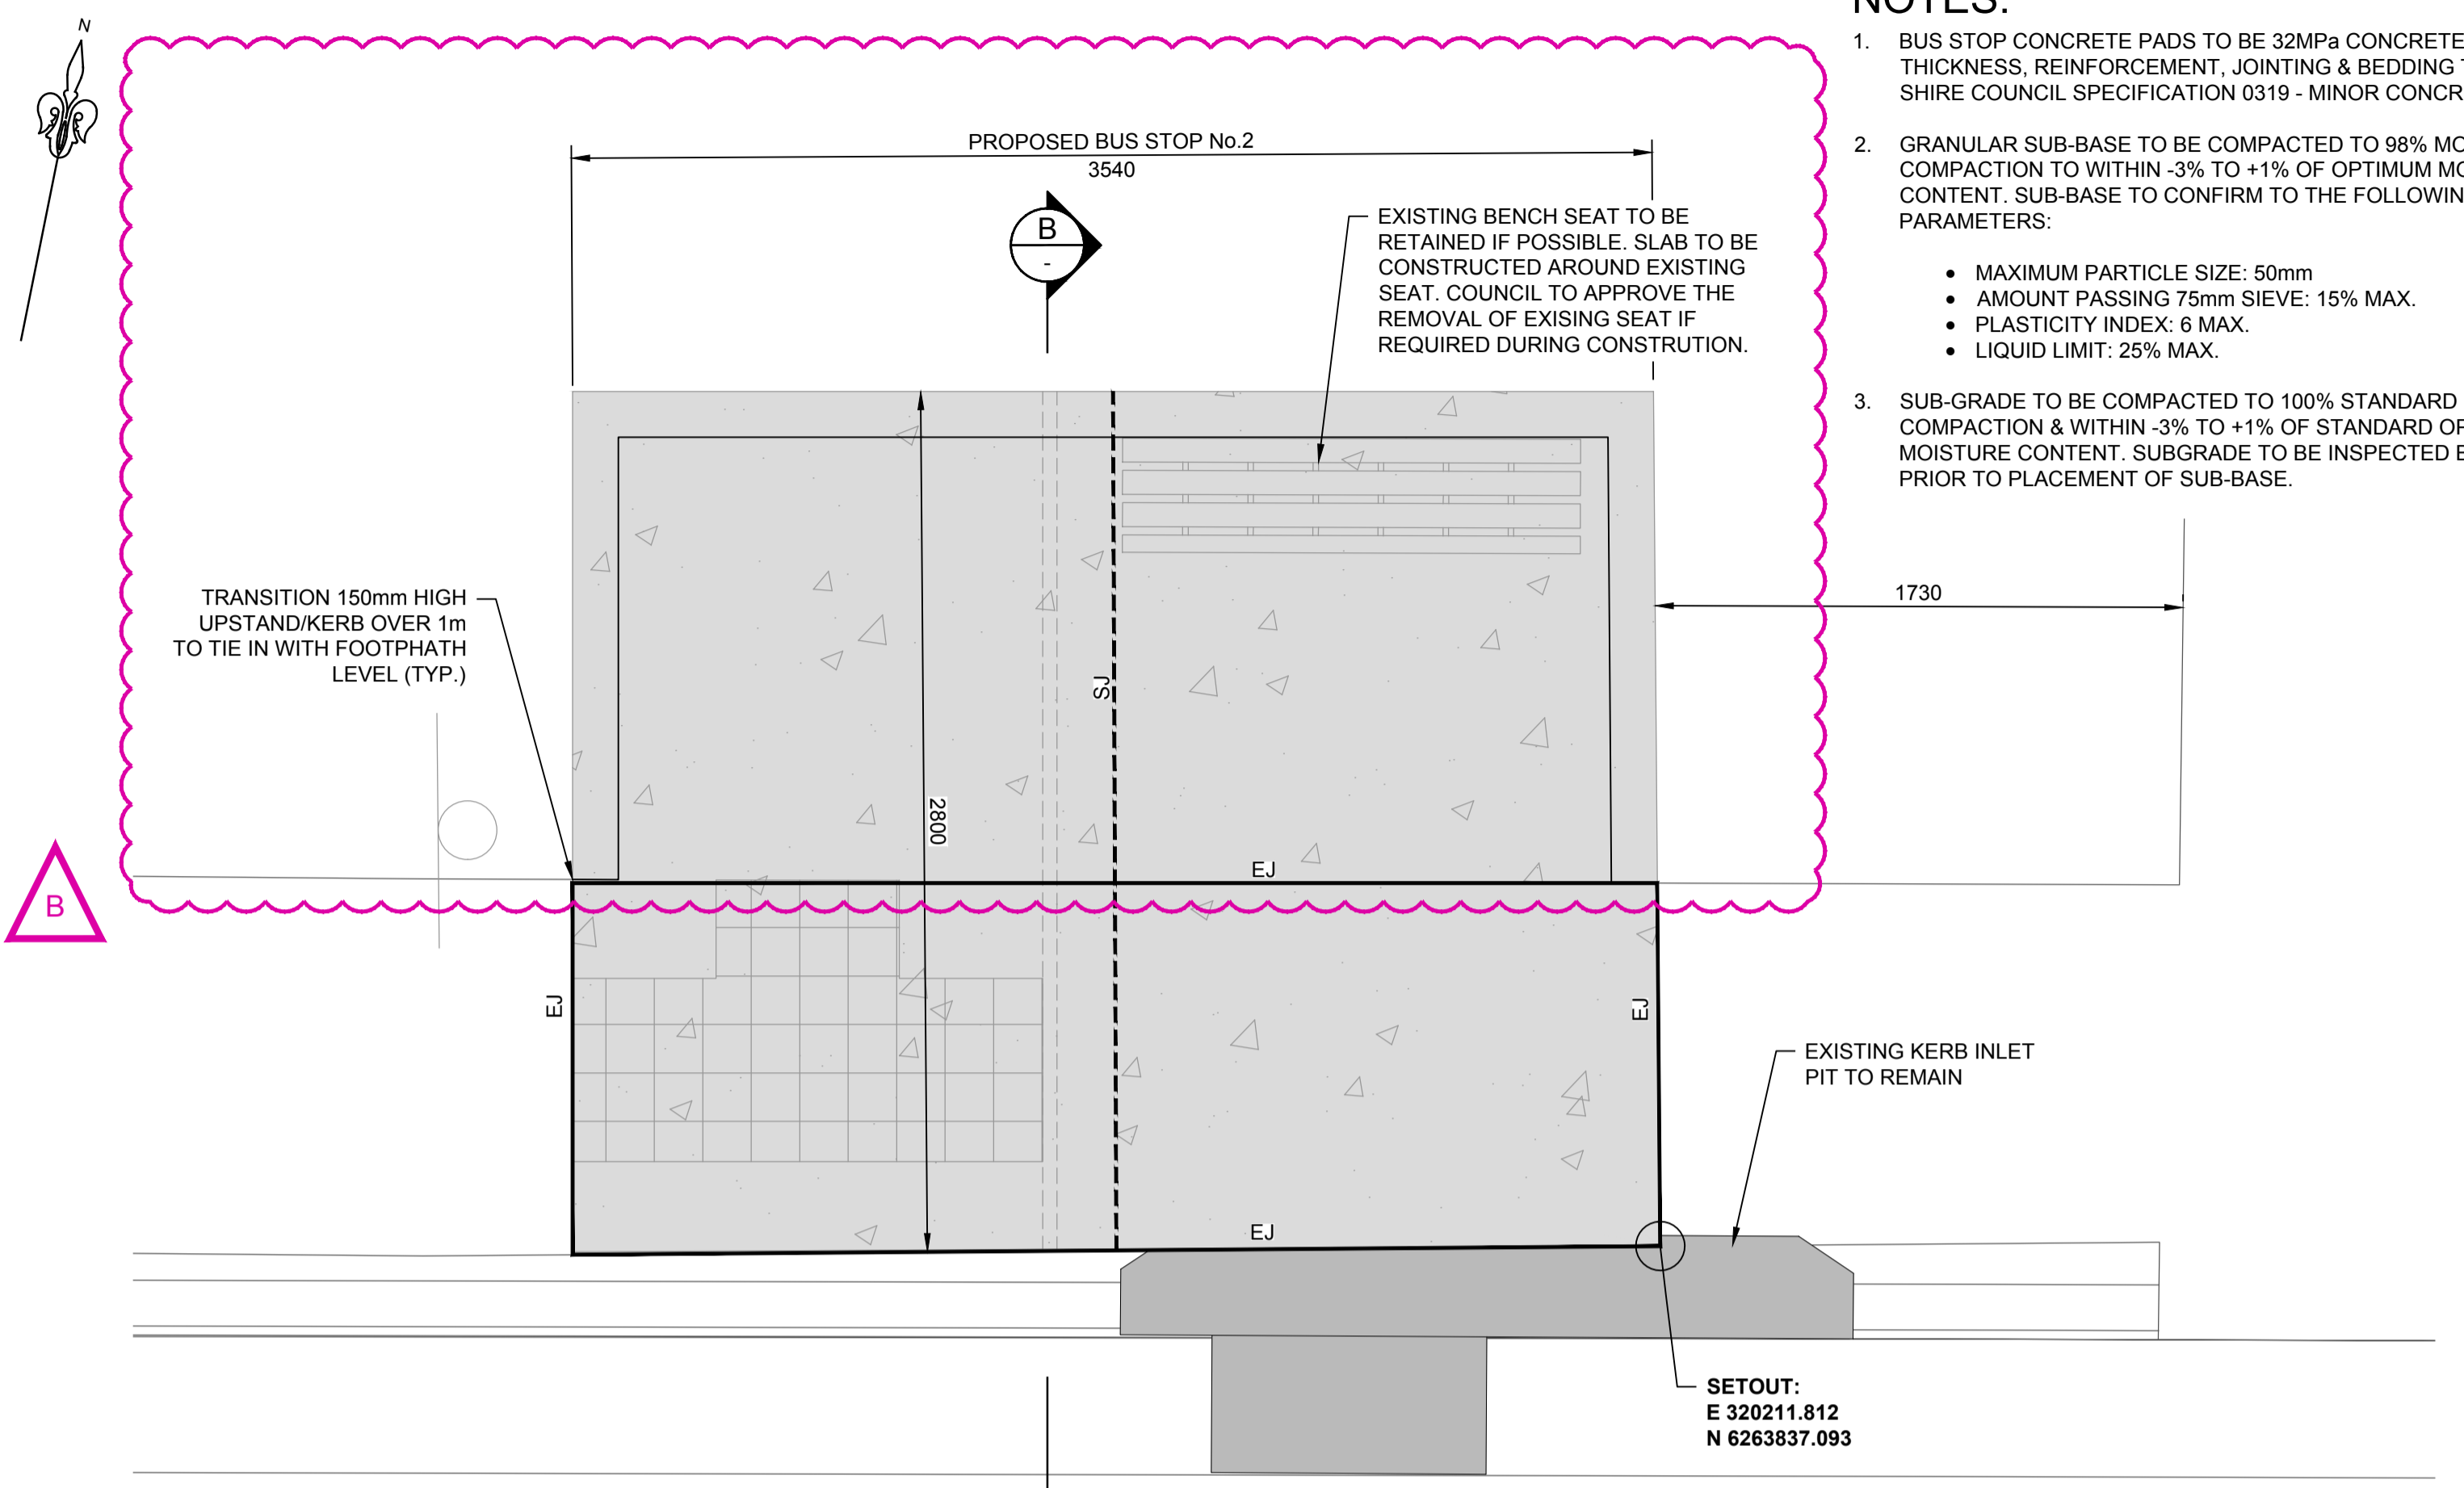 N
PROPOSED BUS STOP No.2
3540
B
-
EXISTING BENCH SEAT TO BE
RETAINED IF POSSIBLE. SLAB TO BE
CONSTRUCTED AROUND EXISTING
SEAT. COUNCIL TO APPROVE THE
REMOVAL OF EXISING SEAT IF
REQUIRED DURING CONSTRUTION.
TRANSITION 150mm HIGH
UPSTAND/KERB OVER 1m
TO TIE IN WITH FOOTPHATH
LEVEL (TYP.)
SJ
2800
EJ
B
EJ
EJ
EJ
1730
EXISTING KERB INLET
PIT TO REMAIN
SETOUT:
E 320211.812
N 6263837.093
NOTES:
1. BUS STOP CONCRETE PADS TO BE 32MPa CONCRETE
THICKNESS, REINFORCEMENT, JOINTING & BEDDING
SHIRE COUNCIL SPECIFICATION 0319 - MINOR CONCR
2. GRANULAR SUB-BASE TO BE COMPACTED TO 98% MO
COMPACTION TO WITHIN -3% TO +1% OF OPTIMUM MO
CONTENT. SUB-BASE TO CONFIRM TO THE FOLLOWIN
PARAMETERS:
• MAXIMUM PARTICLE SIZE: 50mm
• AMOUNT PASSING 75mm SIEVE: 15% MAX.
• PLASTICITY INDEX: 6 MAX.
• LIQUID LIMIT: 25% MAX.
3. SUB-GRADE TO BE COMPACTED TO 100% STANDARD
COMPACTION & WITHIN -3% TO +1% OF STANDARD OP
MOISTURE CONTENT. SUBGRADE TO BE INSPECTED
PRIOR TO PLACEMENT OF SUB-BASE.